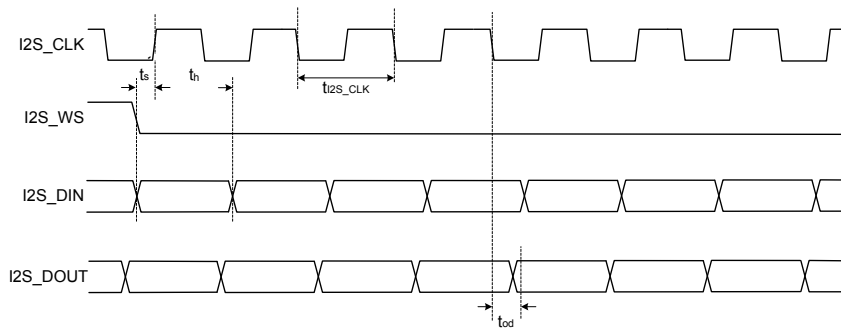 I2S_CLK
ts
th
tI2S_CLK
I2S_WS
I2S_DIN
I2S_DOUT
tod